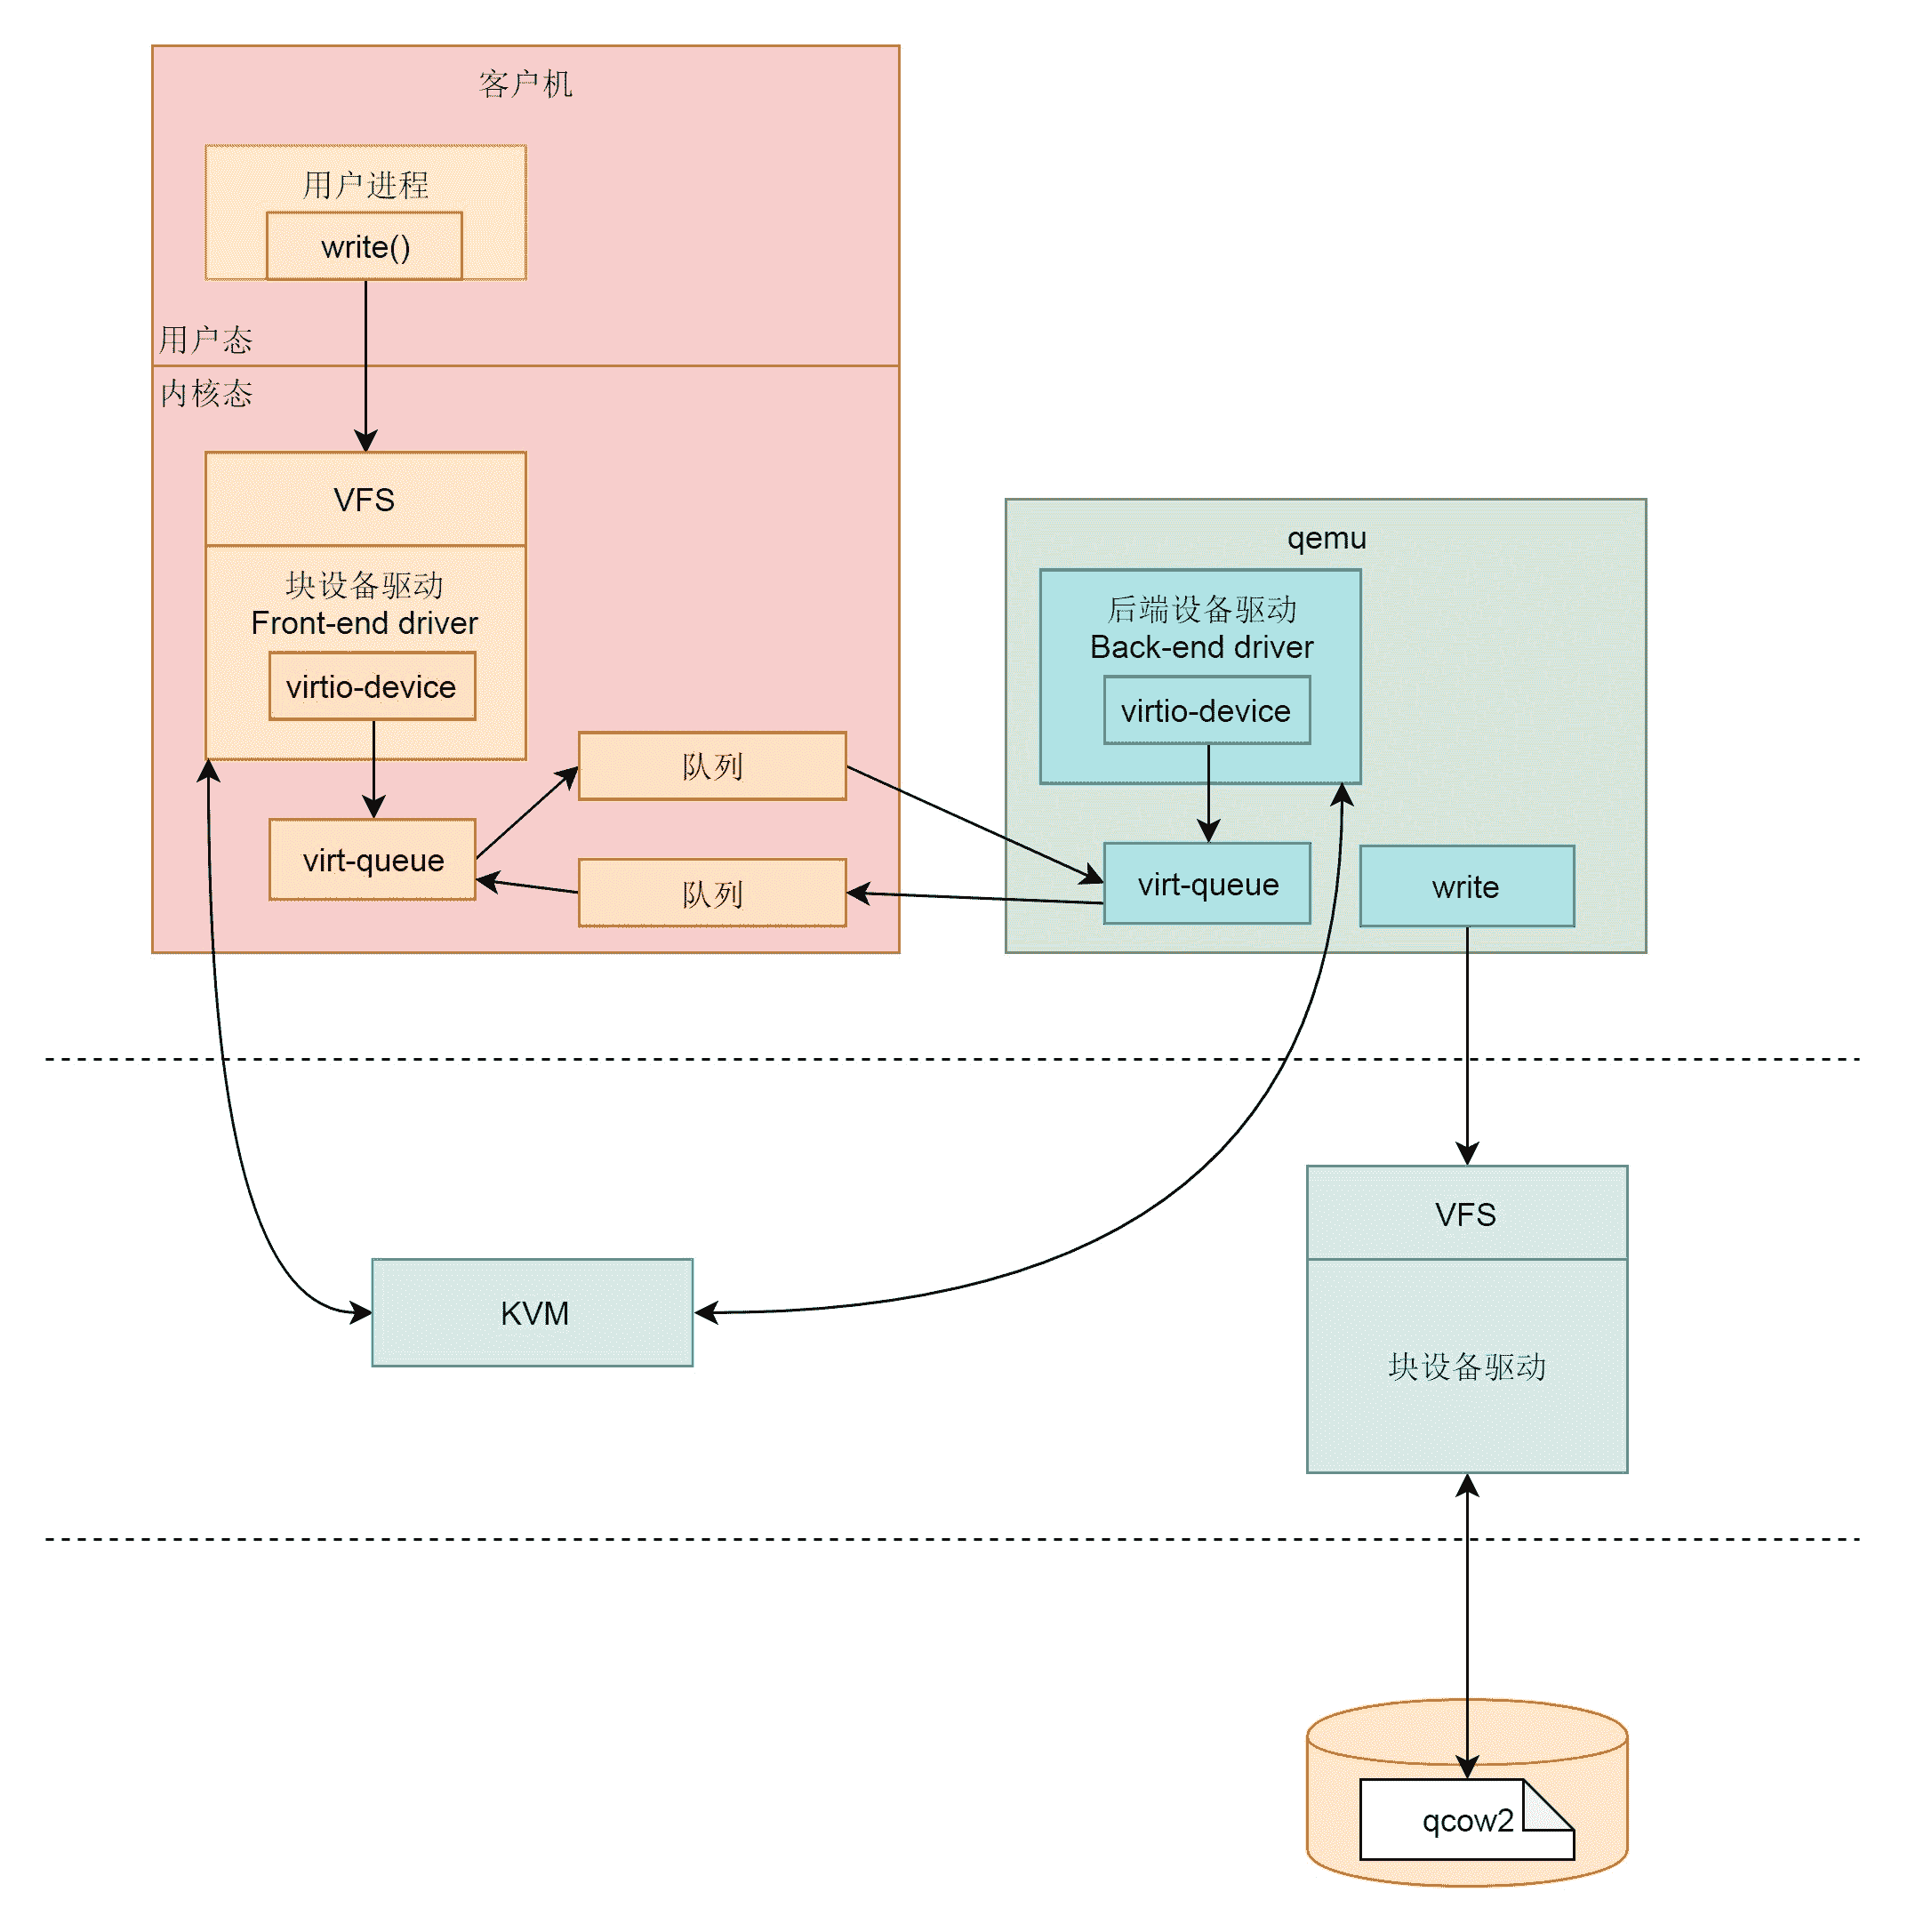 客户机
用户进程
write()
用户态
内核态
VFS
块设备驱动
Front-end driver
virtio-device
virt-queue
队列
队列
qemu
后端设备驱动
Back-end driver
virtio-device
virt-queue
write
KVM
VFS
块设备驱动
qcow2